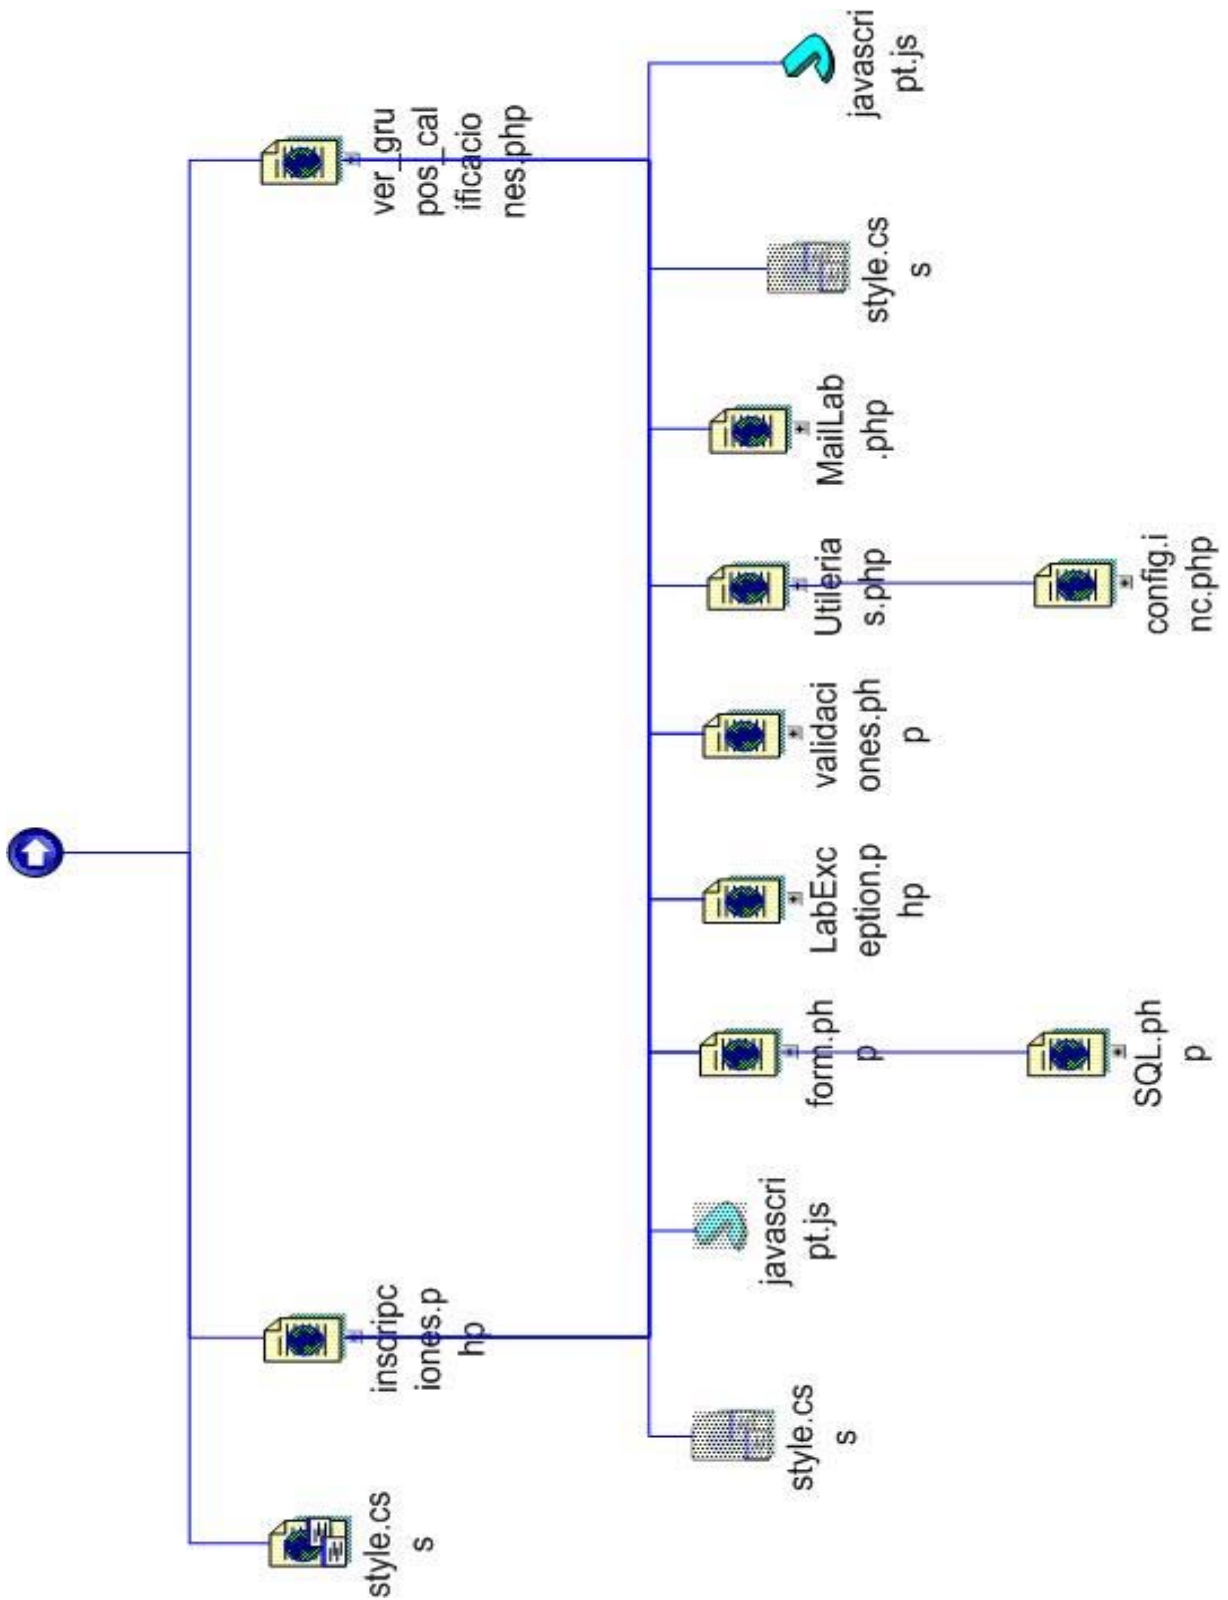 style.cs
s
inscripc
iones.p
hp
ver_gru
pos_cal
ificacio
nes.php
style.cs
s
javascri
pt.js
form.ph
p
LabExc
eption.p
hp
validaci
ones.ph
p
Utileria
s.php
MailLab
.php
style.cs
s
javascri
pt.js
SQL.ph
p
config.i
nc.php